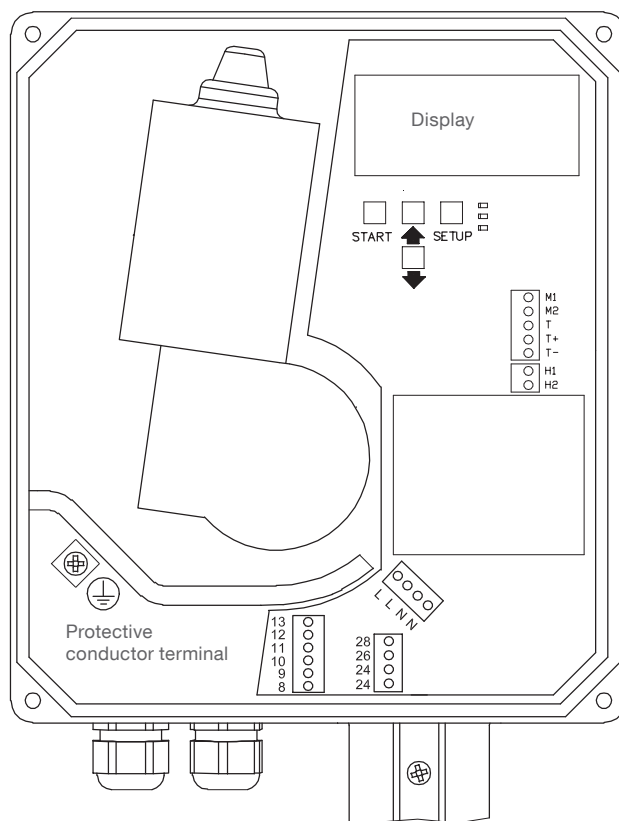 Display
START
SETUP
M1
M2
T
T+
T-
H1
H2
L L N N
Protective
conductor terminal
13
12
11
10
9
8
28
26
24
24